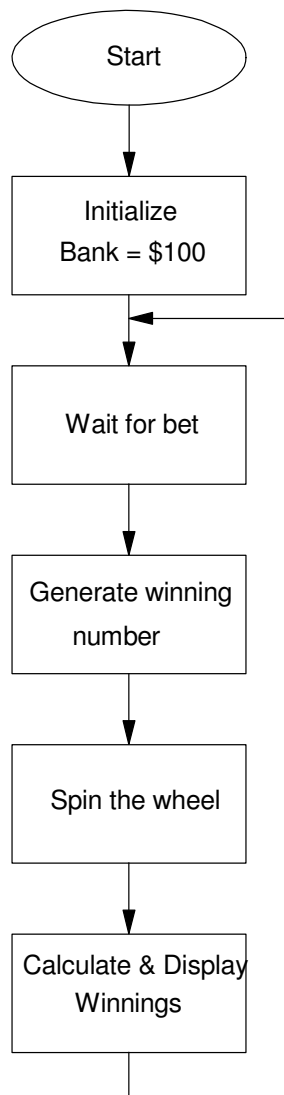 Start
Initialize
Bank = $100
Wait for bet
Generate winning
number
Spin the wheel
Calculate & Display
Winnings